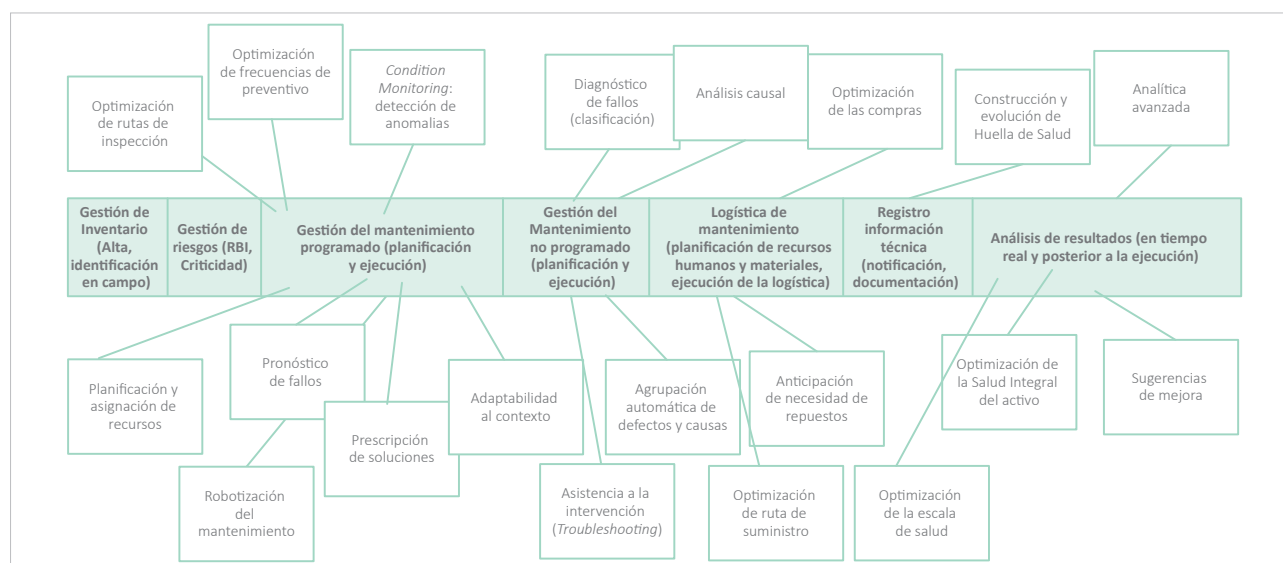 Optimización
de rutas de
inspección
Optimización
de frecuencias de
preventivo
Condition
Monitoring:
detección de
anomalias
Diagnóstico
de fallos
(clasificación)
Análisis causal
Optimización
de las compras
Construcción y
evolución de
Huella de Salud
Analítica
avanzada
Gestión de
Inventario
(Alta,
identificación
en campo)
Gestión de
riesgos (RBI,
Criticidad)
Gestión del mantenimiento
programado (planificación
y ejecución)
Gestión del
Mantenimiento
no programado
(planificación y
ejecución)
Logística de
mantenimiento
(planificación de recursos
humanos y materiales,
ejecución de la logística)
Registro
información
técnica
(notificación,
documentación)
Análisis de resultados (en tiempo
real y posterior a la ejecución)
Planificación y
asignación de
recursos
Pronóstico
de fallos
Robotización
del
mantenimiento
Prescripción
de soluciones
Adaptabilidad
al contexto
Asistencia a la
intervención
(Troubleshooting)
Agrupación
automática de
defectos y causas
Anticipación
de necesidad de
repuestos
Optimización
de ruta de
suministro
Optimización
de la escala
de salud
Optimización de
la Salud Integral
del activo
Sugerencias
de mejora